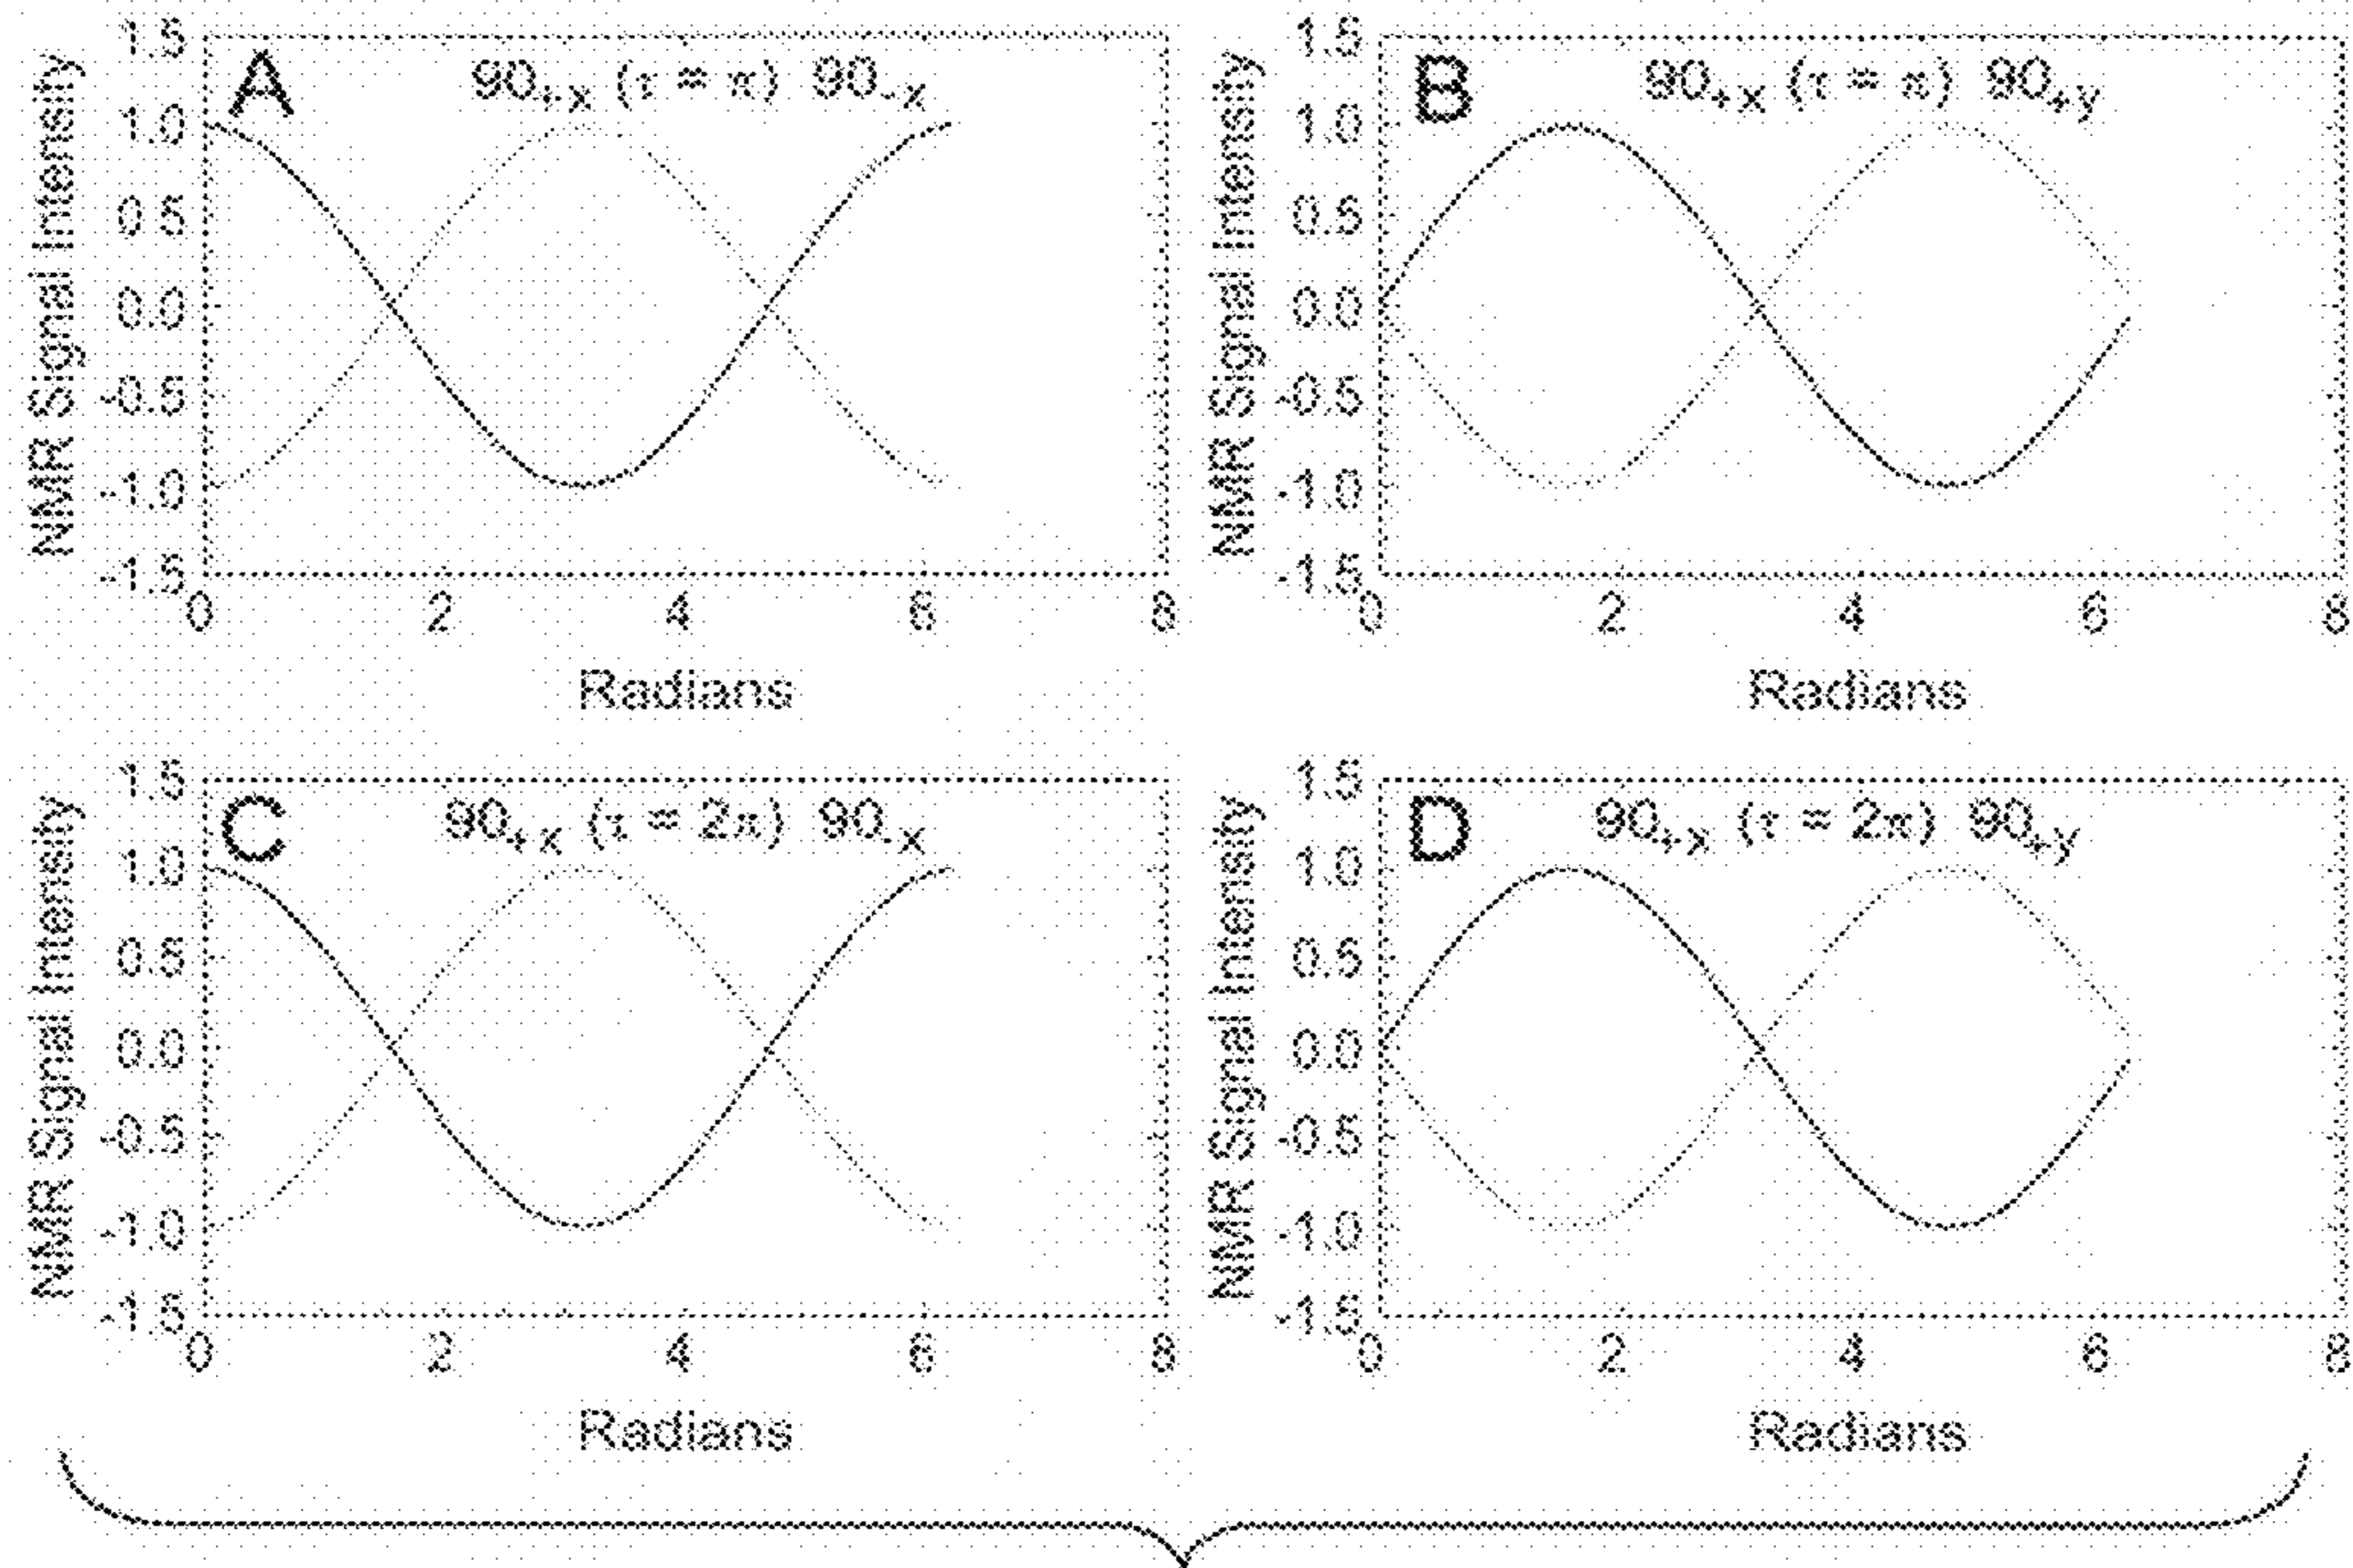 A 90+x (τ = π) 90-x
NMR Signal Intensity
1.5
1.0
0.5
0.0
-0.5
-1.0
-1.5
0 2 4 6 8
Radians
B 90+x (τ = π) 90+y
NMR Signal Intensity
1.5
1.0
0.5
0.0
-0.5
-1.0
-1.5
0 2 4 6 8
Radians
C 90+x (τ = 2π) 90-x
NMR Signal Intensity
1.5
1.0
0.5
0.0
-0.5
-1.0
-1.5
0 2 4 6 8
Radians
D 90+x (τ = 2π) 90+y
NMR Signal Intensity
1.5
1.0
0.5
0.0
-0.5
-1.0
-1.5
0 2 4 6 8
Radians